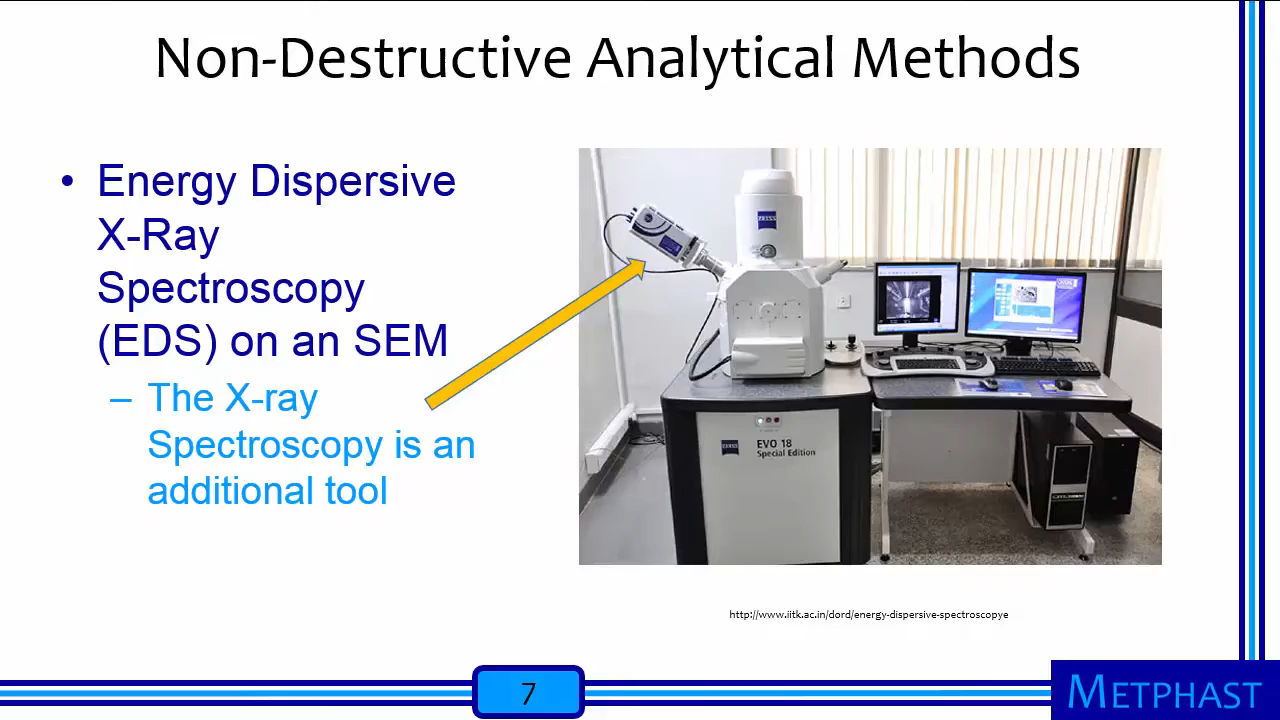 Non-Destructive Analytical Methods
• Energy Dispersive
X-Ray
Spectroscopy
(EDS) on an SEM
– The X-ray
Spectroscopy is an
additional tool
ZEISS
ZEISS
EVO 18
Special Edition
http://www.iitk.ac.in/dord/energy-dispersive-spectroscopye
7
METPHAST